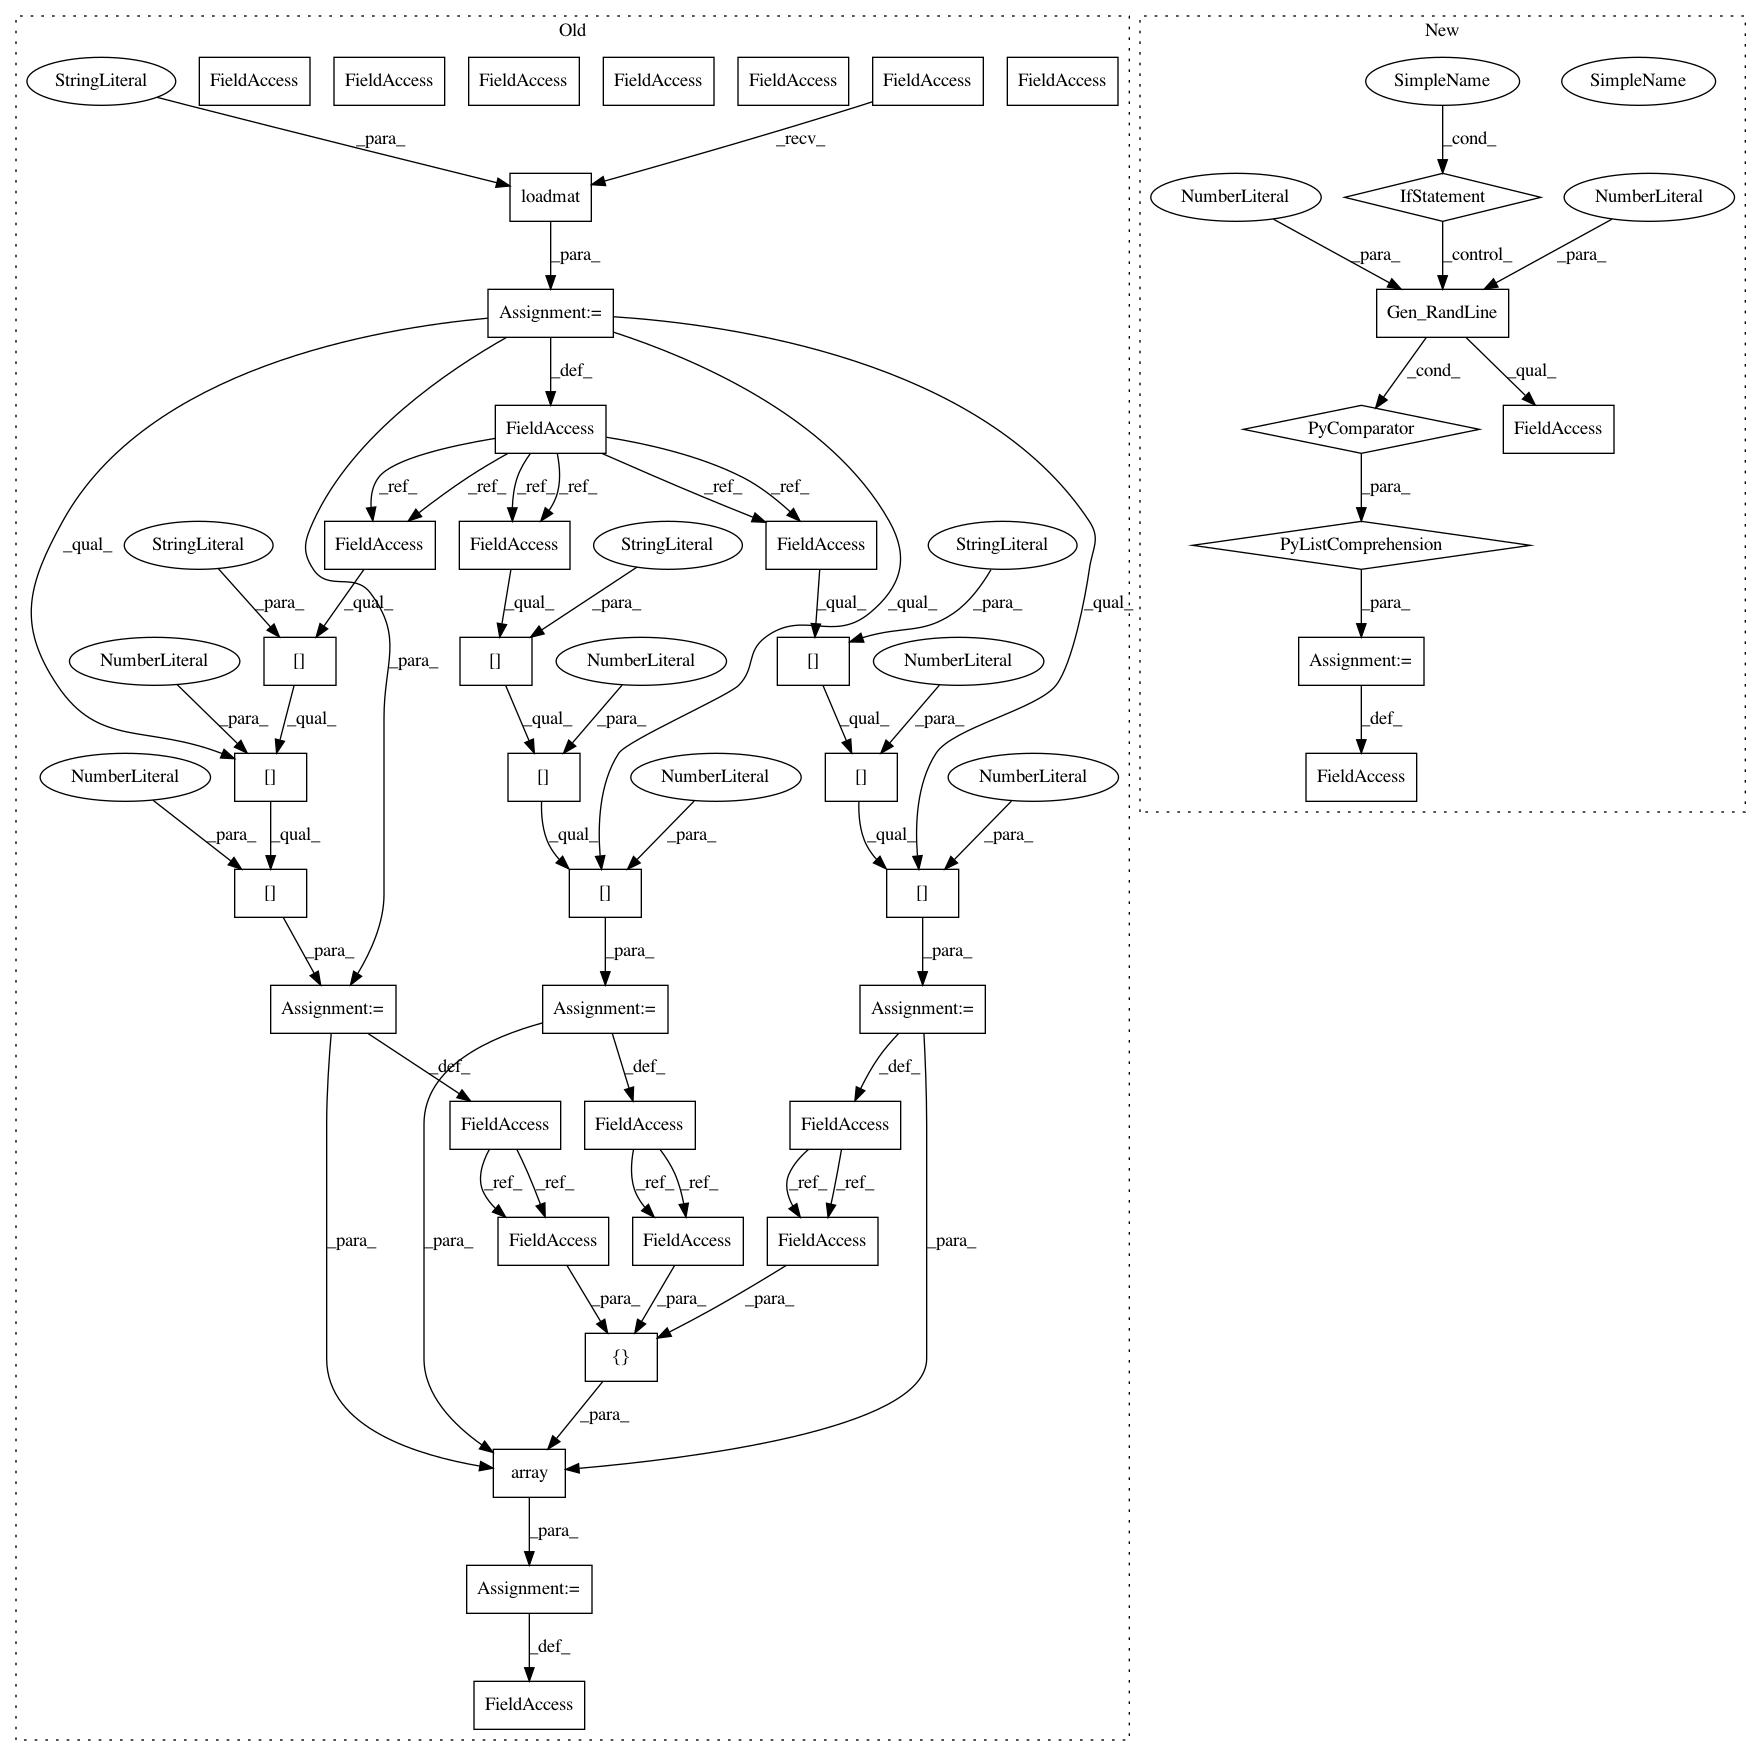 Old
New
StringLiteral
FieldAccess
FieldAccess
FieldAccess
FieldAccess
FieldAccess
FieldAccess
FieldAccess
SimpleName
SimpleName
_para_
_recv_
_cond_
loadmat
NumberLiteral
IfStatement
NumberLiteral
_para_
_para_
_control_
_para_
Assignment:=
Gen_RandLine
_def_
_cond_
_qual_
FieldAccess
PyComparator
FieldAccess
_ref_
_ref_
_ref_
_ref_
_ref_
_ref_
_para_
_qual_
StringLiteral
FieldAccess
FieldAccess
StringLiteral
FieldAccess
StringLiteral
PyListComprehension
_para_
_qual_
_qual_
_para_
_qual_
_qual_
_para_
_qual_
_para_
NumberLiteral
[]
_para_
[]
NumberLiteral
[]
NumberLiteral
Assignment:=
_para_
_qual_
_qual_
_para_
_qual_
_para_
_def_
NumberLiteral
[]
[]
NumberLiteral
[]
NumberLiteral
FieldAccess
_para_
_qual_
_qual_
_para_
_qual_
_para_
[]
[]
[]
_para_
_para_
_para_
Assignment:=
Assignment:=
Assignment:=
_def_
_def_
_def_
FieldAccess
FieldAccess
FieldAccess
_ref_
_ref_
_ref_
_ref_
_ref_
_ref_
_para_
_para_
FieldAccess
FieldAccess
FieldAccess
_para_
_para_
_para_
_para_
{}
_para_
array
_para_
Assignment:=
_def_
FieldAccess